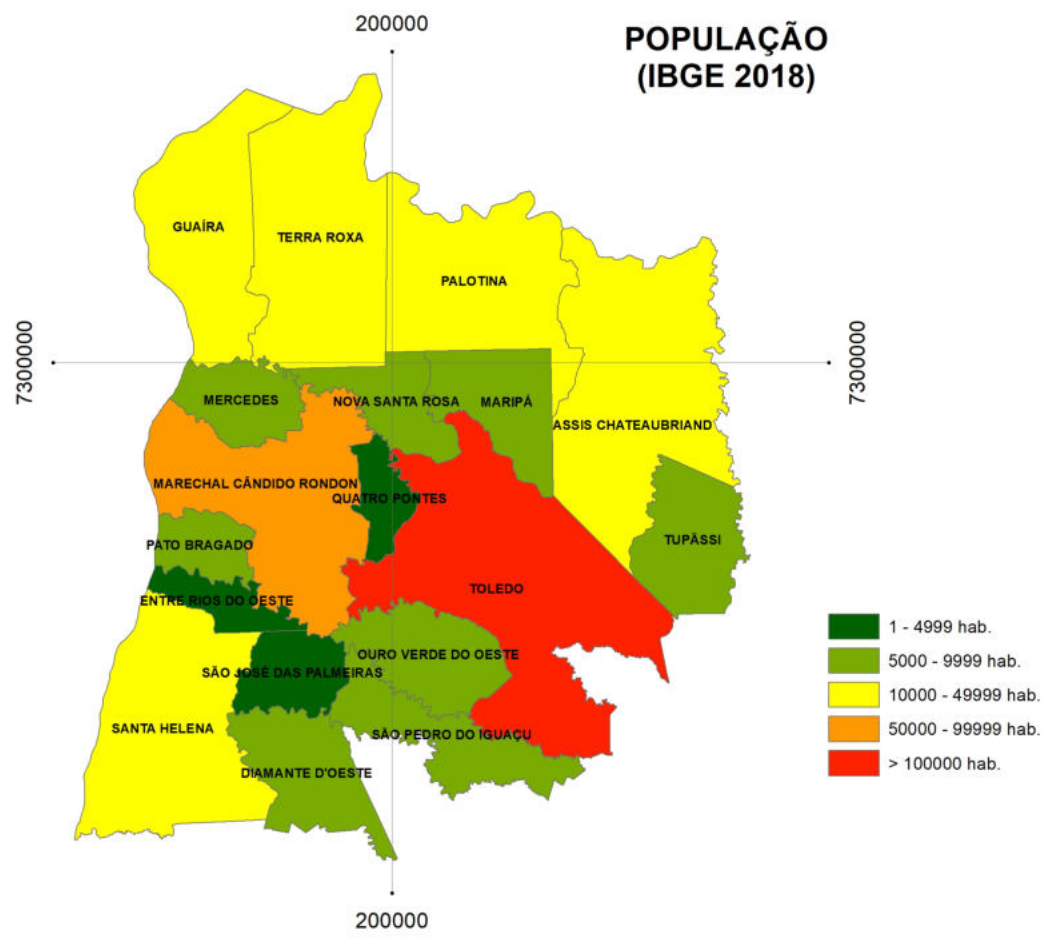 200000
POPULAÇÃO
(IBGE 2018)
GUAÍRA
TERRA ROXA
PALOTINA
7300000
7300000
MERCEDES
NOVA SANTA ROSA
MARIPÁ
ASSIS CHATEAUBRIAND
MARECHAL CÂNDIDO RONDON
QUATRO PONTES
PATO BRAGADO
TUPÃSSI
TOLEDO
ENTRE RIOS DO OESTE
OURO VERDE DO OESTE
SÃO JOSÉ DAS PALMEIRAS
SANTA HELENA
SÃO PEDRO DO IGUAÇU
DIAMANTE D'OESTE
1 - 4999 hab.
5000 - 9999 hab.
10000 - 49999 hab.
50000 - 99999 hab.
> 100000 hab.
200000